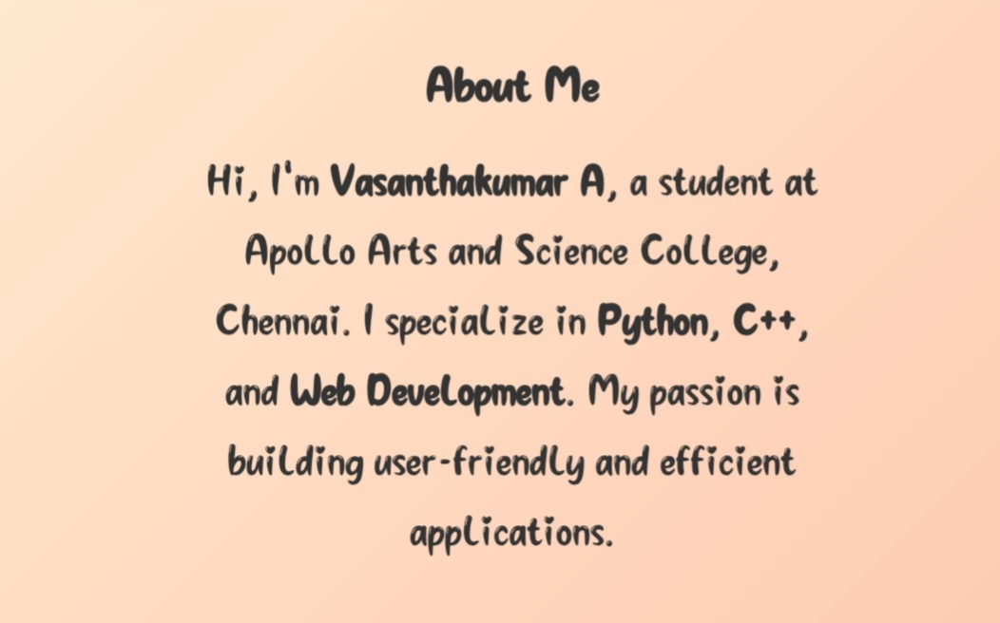 About Me
Hi, I'm Vasanthakumar A, a student at
Apollo Arts and Science College,
Chennai. I specialize in Python, C++,
and Web Development. My passion is
building user-friendly and efficient
applications.